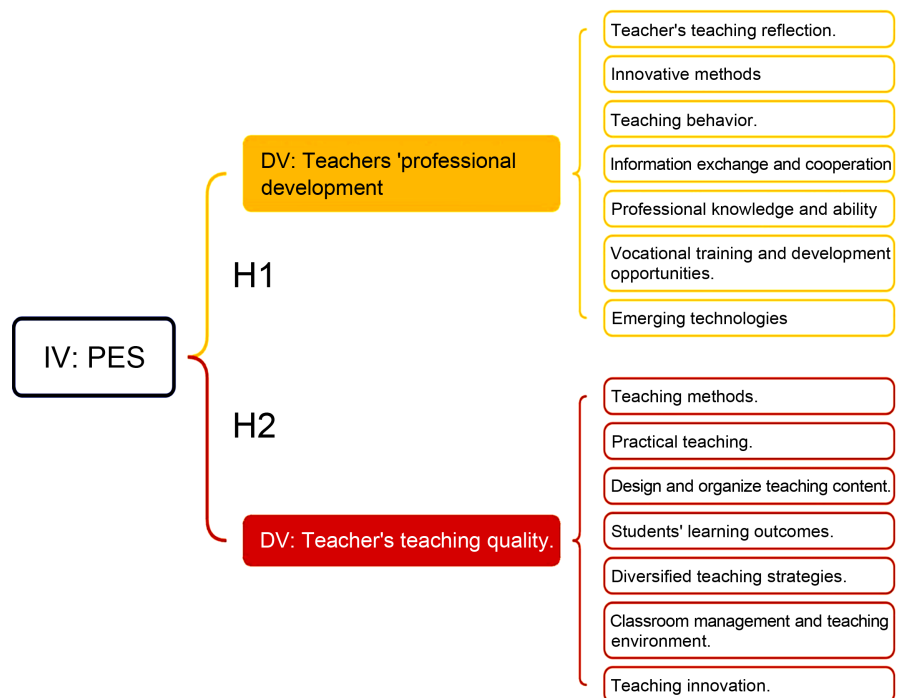 IV: PES
H1
H2
DV: Teachers 'professional
development
Teacher's teaching reflection.
Innovative methods
Teaching behavior.
Information exchange and cooperation
Professional knowledge and ability
Vocational training and development
opportunities.
Emerging technologies
DV: Teacher's teaching quality.
Teaching methods.
Practical teaching.
Design and organize teaching content.
Students' learning outcomes.
Diversified teaching strategies.
Classroom management and teaching
environment.
Teaching innovation.